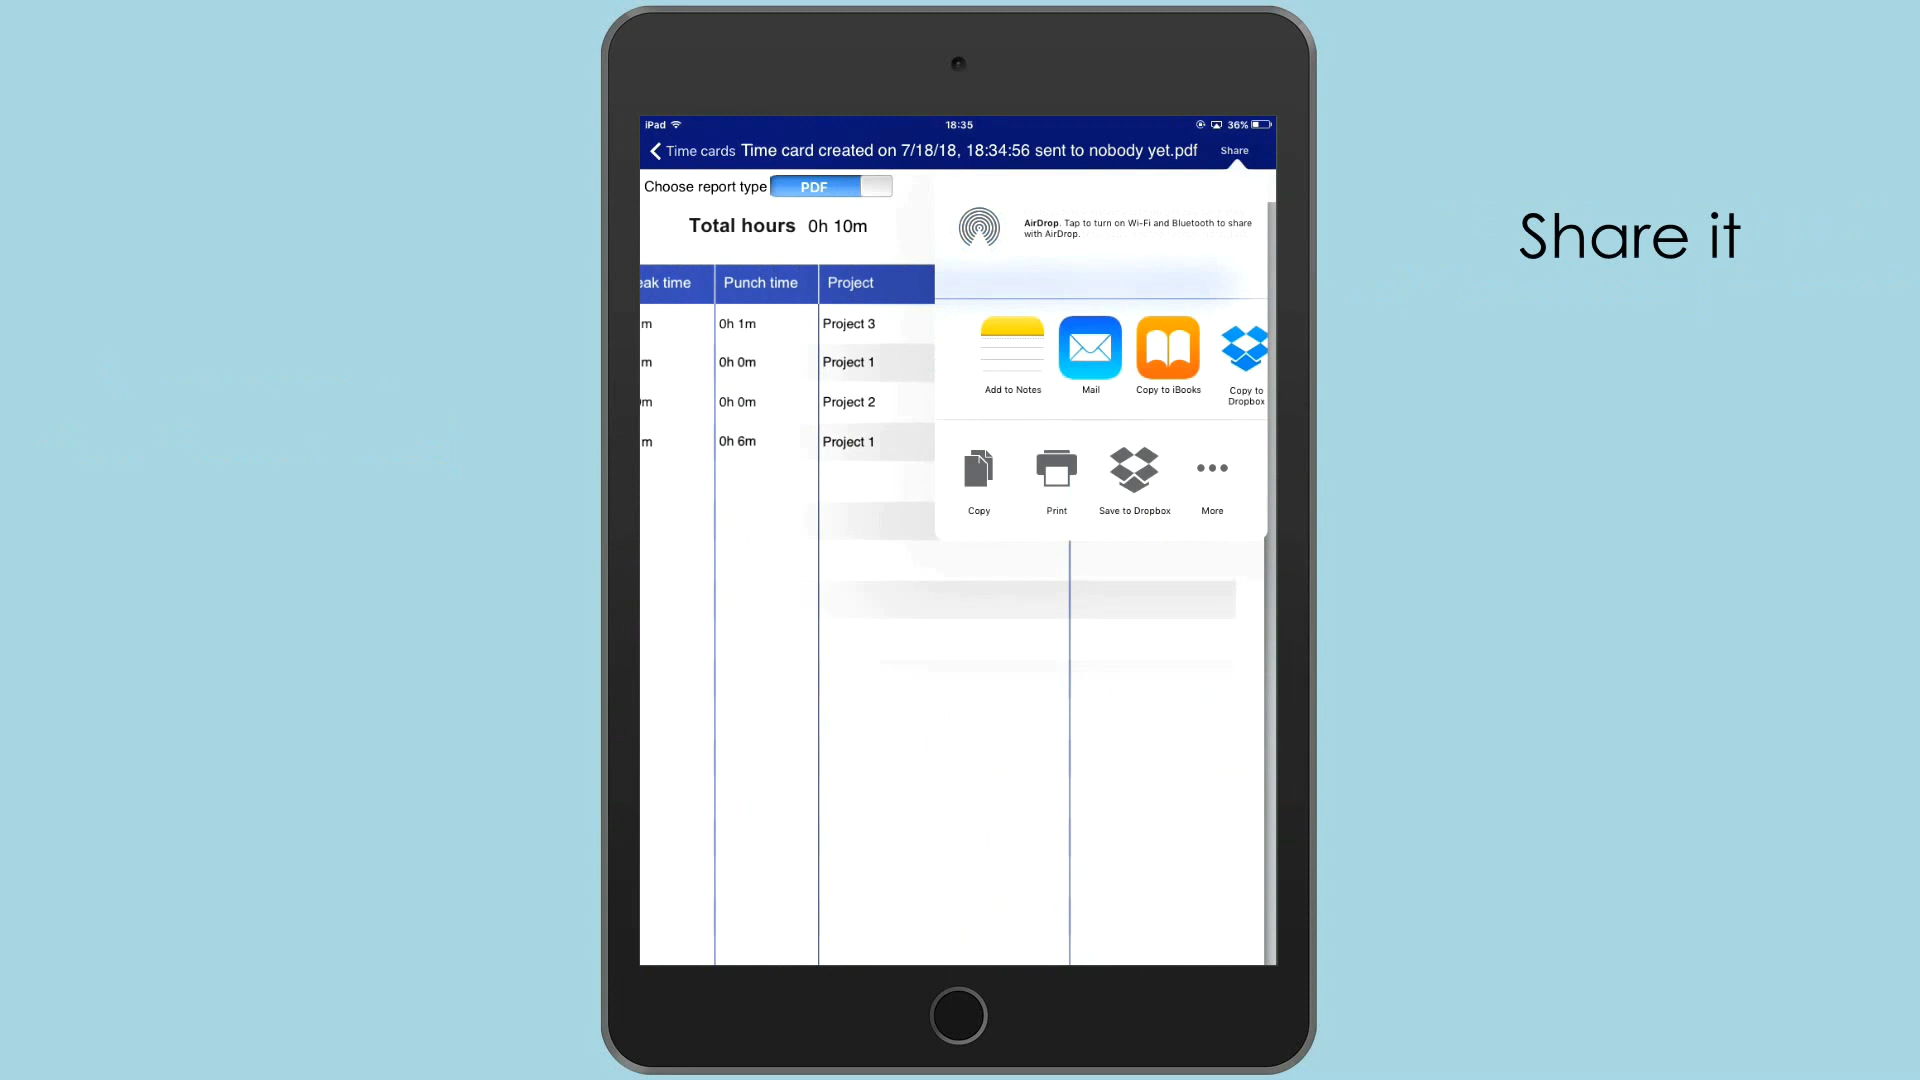 iPad
18:35
36%
Time cards
Time card created on 7/18/18, 18:34:56 sent to nobody yet.pdf
Share
Choose report type
PDF
Total hours 0h 10m
AirDrop. Tap to turn on Wi-Fi and Bluetooth to share
with AirDrop.
Share it
eak time
Punch time
Project
m
0h 1m
Project 3
m
0h 0m
Project 1
m
0h 0m
Project 2
m
0h 6m
Project 1
Add to Notes
Mail
Copy to iBooks
Copy to
Dropbox
Copy
Print
Save to Dropbox
More